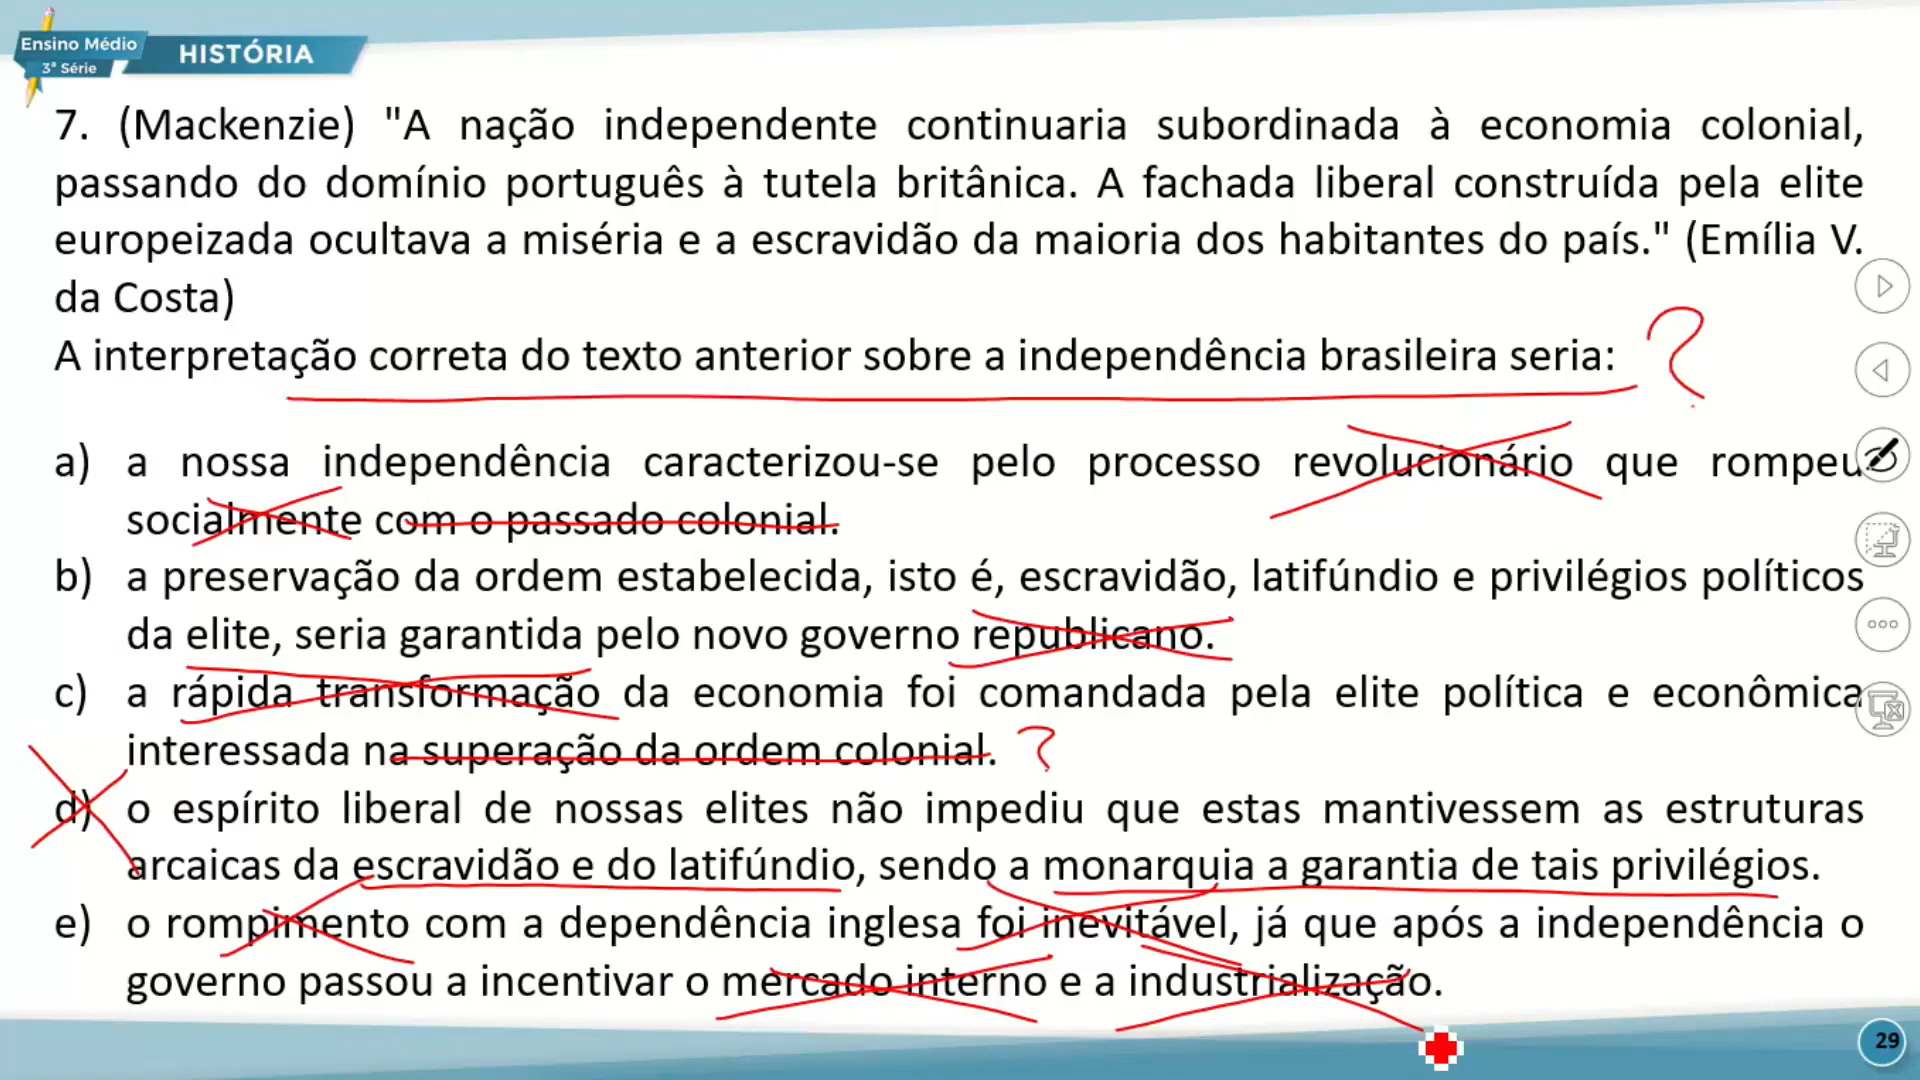 Ensino Médio
3ª Série
HISTÓRIA
7. (Mackenzie) "A nação independente continuaria subordinada à economia colonial,
passando do domínio português à tutela britânica. A fachada liberal construída pela elite
europeizada ocultava a miséria e a escravidão da maioria dos habitantes do país." (Emília V.
da Costa)
A interpretação correta do texto anterior sobre a independência brasileira seria: ?
a) a nossa independência caracterizou-se pelo processo revolucionário que rompeu
socialmente com o passado colonial.
b) a preservação da ordem estabelecida, isto é, escravidão, latifúndio e privilégios políticos
da elite, seria garantida pelo novo governo republicano.
c) a rápida transformação da economia foi comandada pela elite política e econômica
interessada na superação da ordem colonial. ?
d) o espírito liberal de nossas elites não impediu que estas mantivessem as estruturas
arcaicas da escravidão e do latifúndio, sendo a monarquia a garantia de tais privilégios.
e) o rompimento com a dependência inglesa foi inevitável, já que após a independência o
governo passou a incentivar o mercado interno e a industrialização.
29